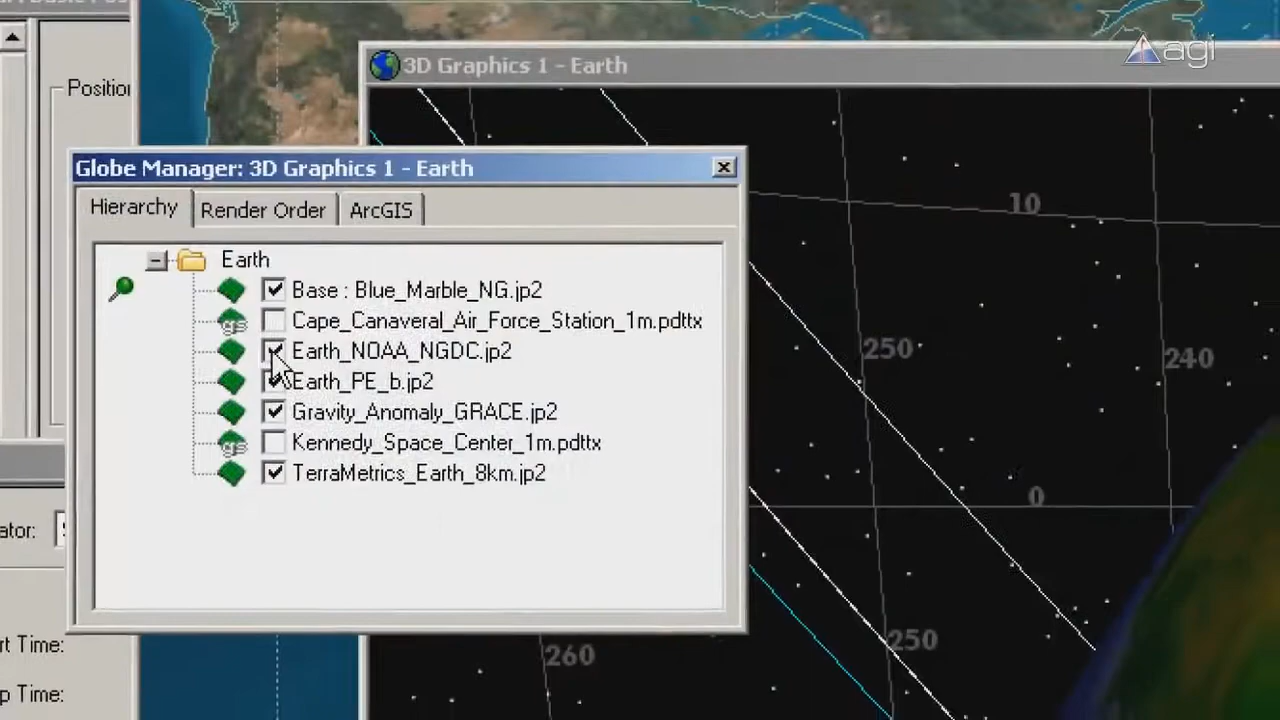 agi
3D Graphics 1 - Earth
Position
Globe Manager: 3D Graphics 1 - Earth
Hierarchy
Render Order
ArcGIS
10
Earth
Base : Blue_Marble_NG.jp2
Cape_Canaveral_Air_Force_Station_1m.pdttx
Earth_NOAA_NGDC.jp2
250
240
Earth_PE_b.jp2
Gravity_Anomaly_GRACE.jp2
Kennedy_Space_Center_1m.pdttx
TerraMetrics_Earth_8km.jp2
0
ator:
rt Time:
250
260
p Time: